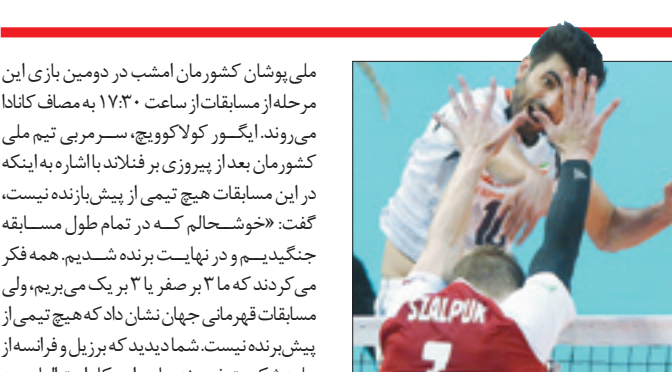 ملی‌پوشان کشورمان امشب در دومین بازی این
مرحله از مسابقات از ساعت ۱۷:۳۰ به مصاف کانادا
می‌روند. ایگور کولاکوویچ، سرمربی تیم ملی
کشورمان بعد از پیروزی بر فنلاند با اشاره به اینکه
در این مسابقات هیچ تیمی از پیش بازنده نیست،
گفت: «خوشحالم که در تمام طول مسابقه
جنگیدیم و در نهایت برنده شدیم. همه فکر
می‌کردند که ما ۳ بر صفر یا ۳ بر یک می‌بریم، ولی
مسابقات قهرمانی جهان نشان داد که هیچ تیمی از
پیش برنده نیست. شما دیدید که برزیل و فرانسه از
SZALPUK